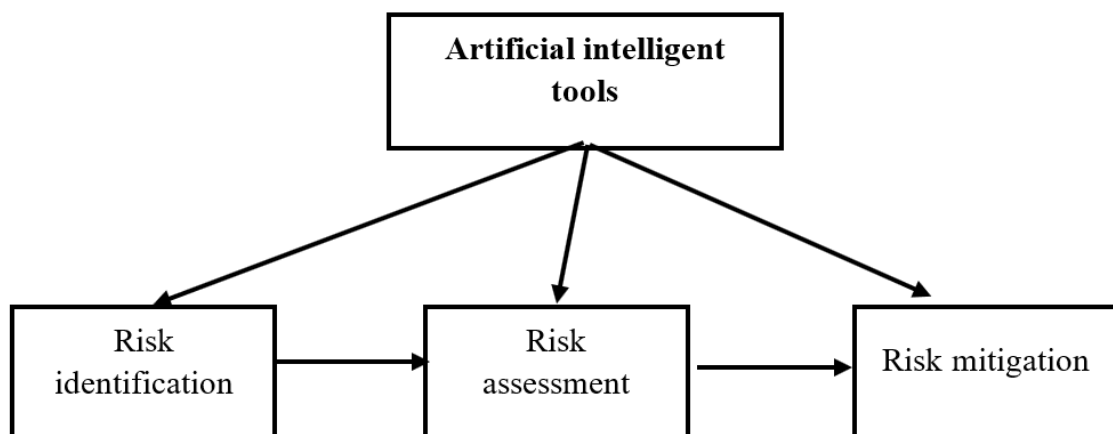 Artificial intelligent
tools
Risk
identification
Risk
assessment
Risk mitigation